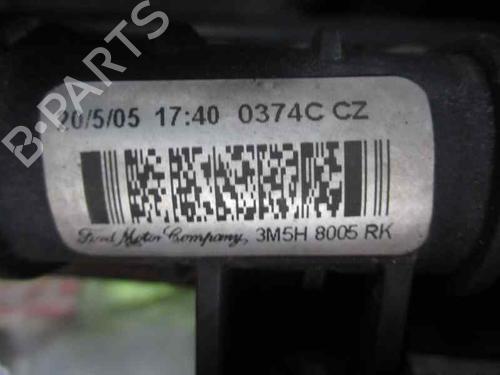 B-PARTS
20/5/05 17:40 0374C CZ
Ford Motor Company, 3M5H 8005 RK